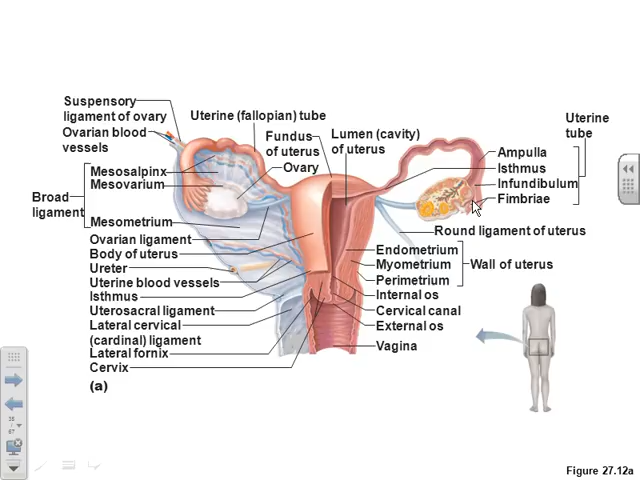 Suspensory
ligament of ovary
Ovarian blood
vessels
Uterine (fallopian) tube
Fundus
of uterus
Lumen (cavity)
of uterus
Uterine
tube
Ovary
Mesosalpinx
Mesovarium
Broad
ligament
Mesometrium
Ampulla
Isthmus
Infundibulum
Fimbriae
Round ligament of uterus
Ovarian ligament
Body of uterus
Ureter
Uterine blood vessels
Isthmus
Uterosacral ligament
Lateral cervical
(cardinal) ligament
Lateral fornix
Cervix
Endometrium
Myometrium
Perimetrium
Wall of uterus
Internal os
Cervical canal
External os
Vagina
(a)
Figure 27.12a